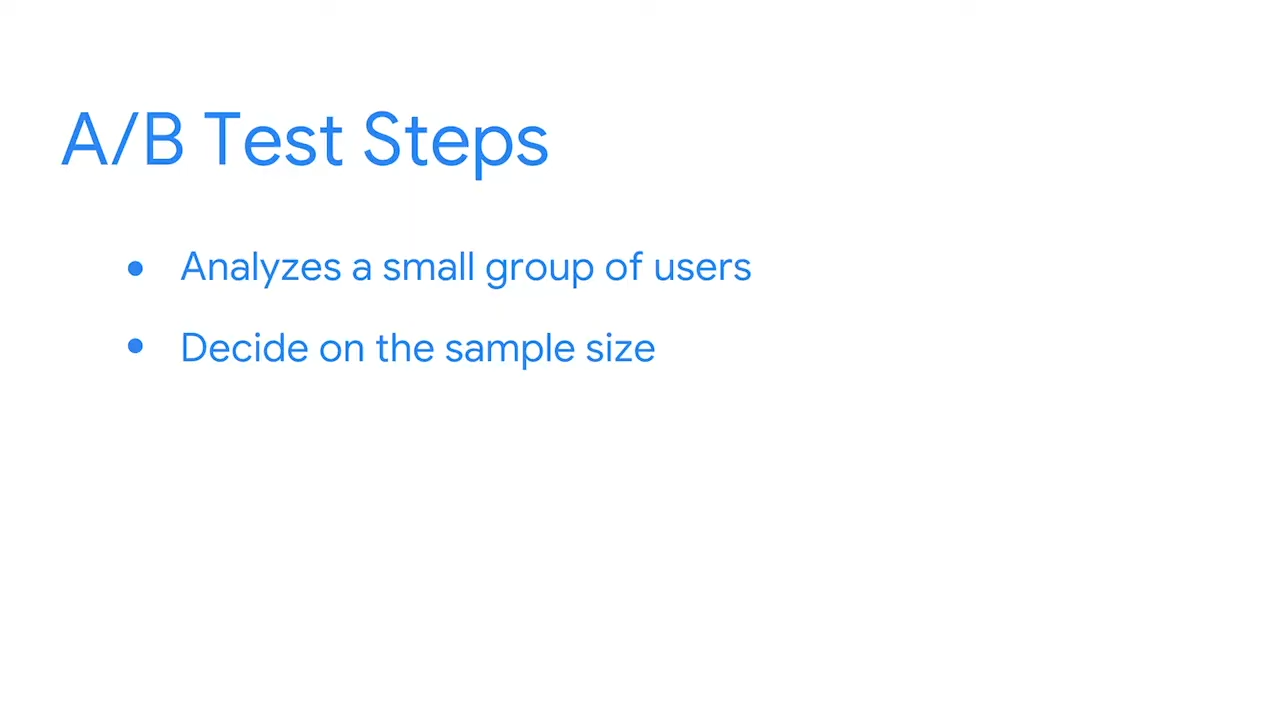 A/B Test Steps
• Analyzes a small group of users
• Decide on the sample size